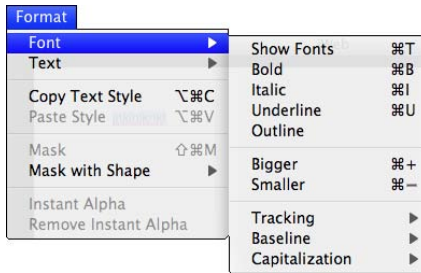 Format
Font ▶
Text ▶
Copy Text Style ⌥⌘C
Paste Style ⌥⌘V
Mask ⇧⌘M
Mask with Shape ▶
Instant Alpha
Remove Instant Alpha
Show Fonts ⌘T
Bold ⌘B
Italic ⌘I
Underline ⌘U
Outline
Bigger ⌘+
Smaller ⌘−
Tracking ▶
Baseline ▶
Capitalization ▶